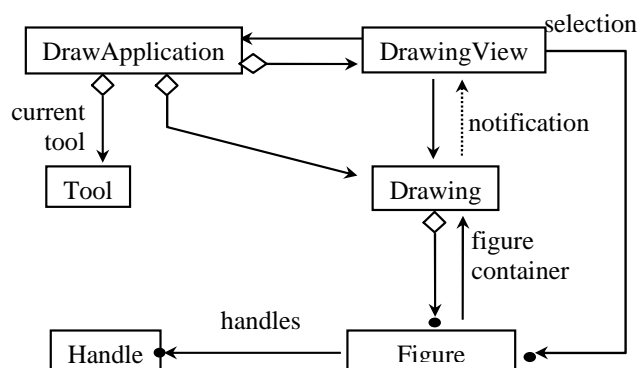 selection
DrawApplication
DrawingView
current
tool
notification
Tool
Drawing
figure
container
handles
Handle
Figure